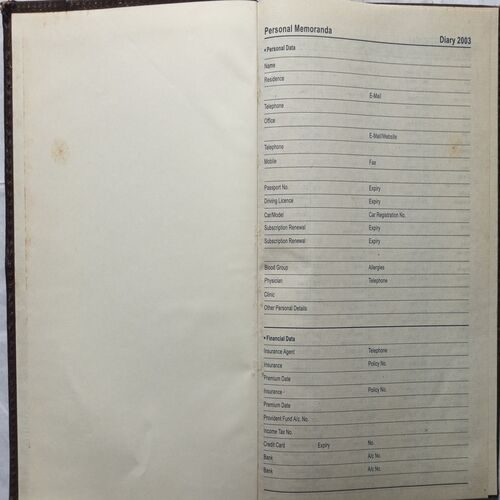 Personal Memoranda
Diary 2003
• Personal Data
Name
Residence
E-Mail
Telephone
Office
E-Mail/Website
Telephone
Mobile Fax
Passport No. Expiry
Driving Licence Expiry
Car/Model Car Registration No.
Subscription Renewal Expiry
Subscription Renewal Expiry
Blood Group Allergies
Physician Telephone
Clinic
Other Personal Details
• Financial Data
Insurance Agent Telephone
Insurance Policy No.
Premium Date
Insurance Policy No.
Premium Date
Provident Fund A/c. No.
Income Tax No.
Credit Card Expiry No.
Bank A/c No.
Bank A/c No.